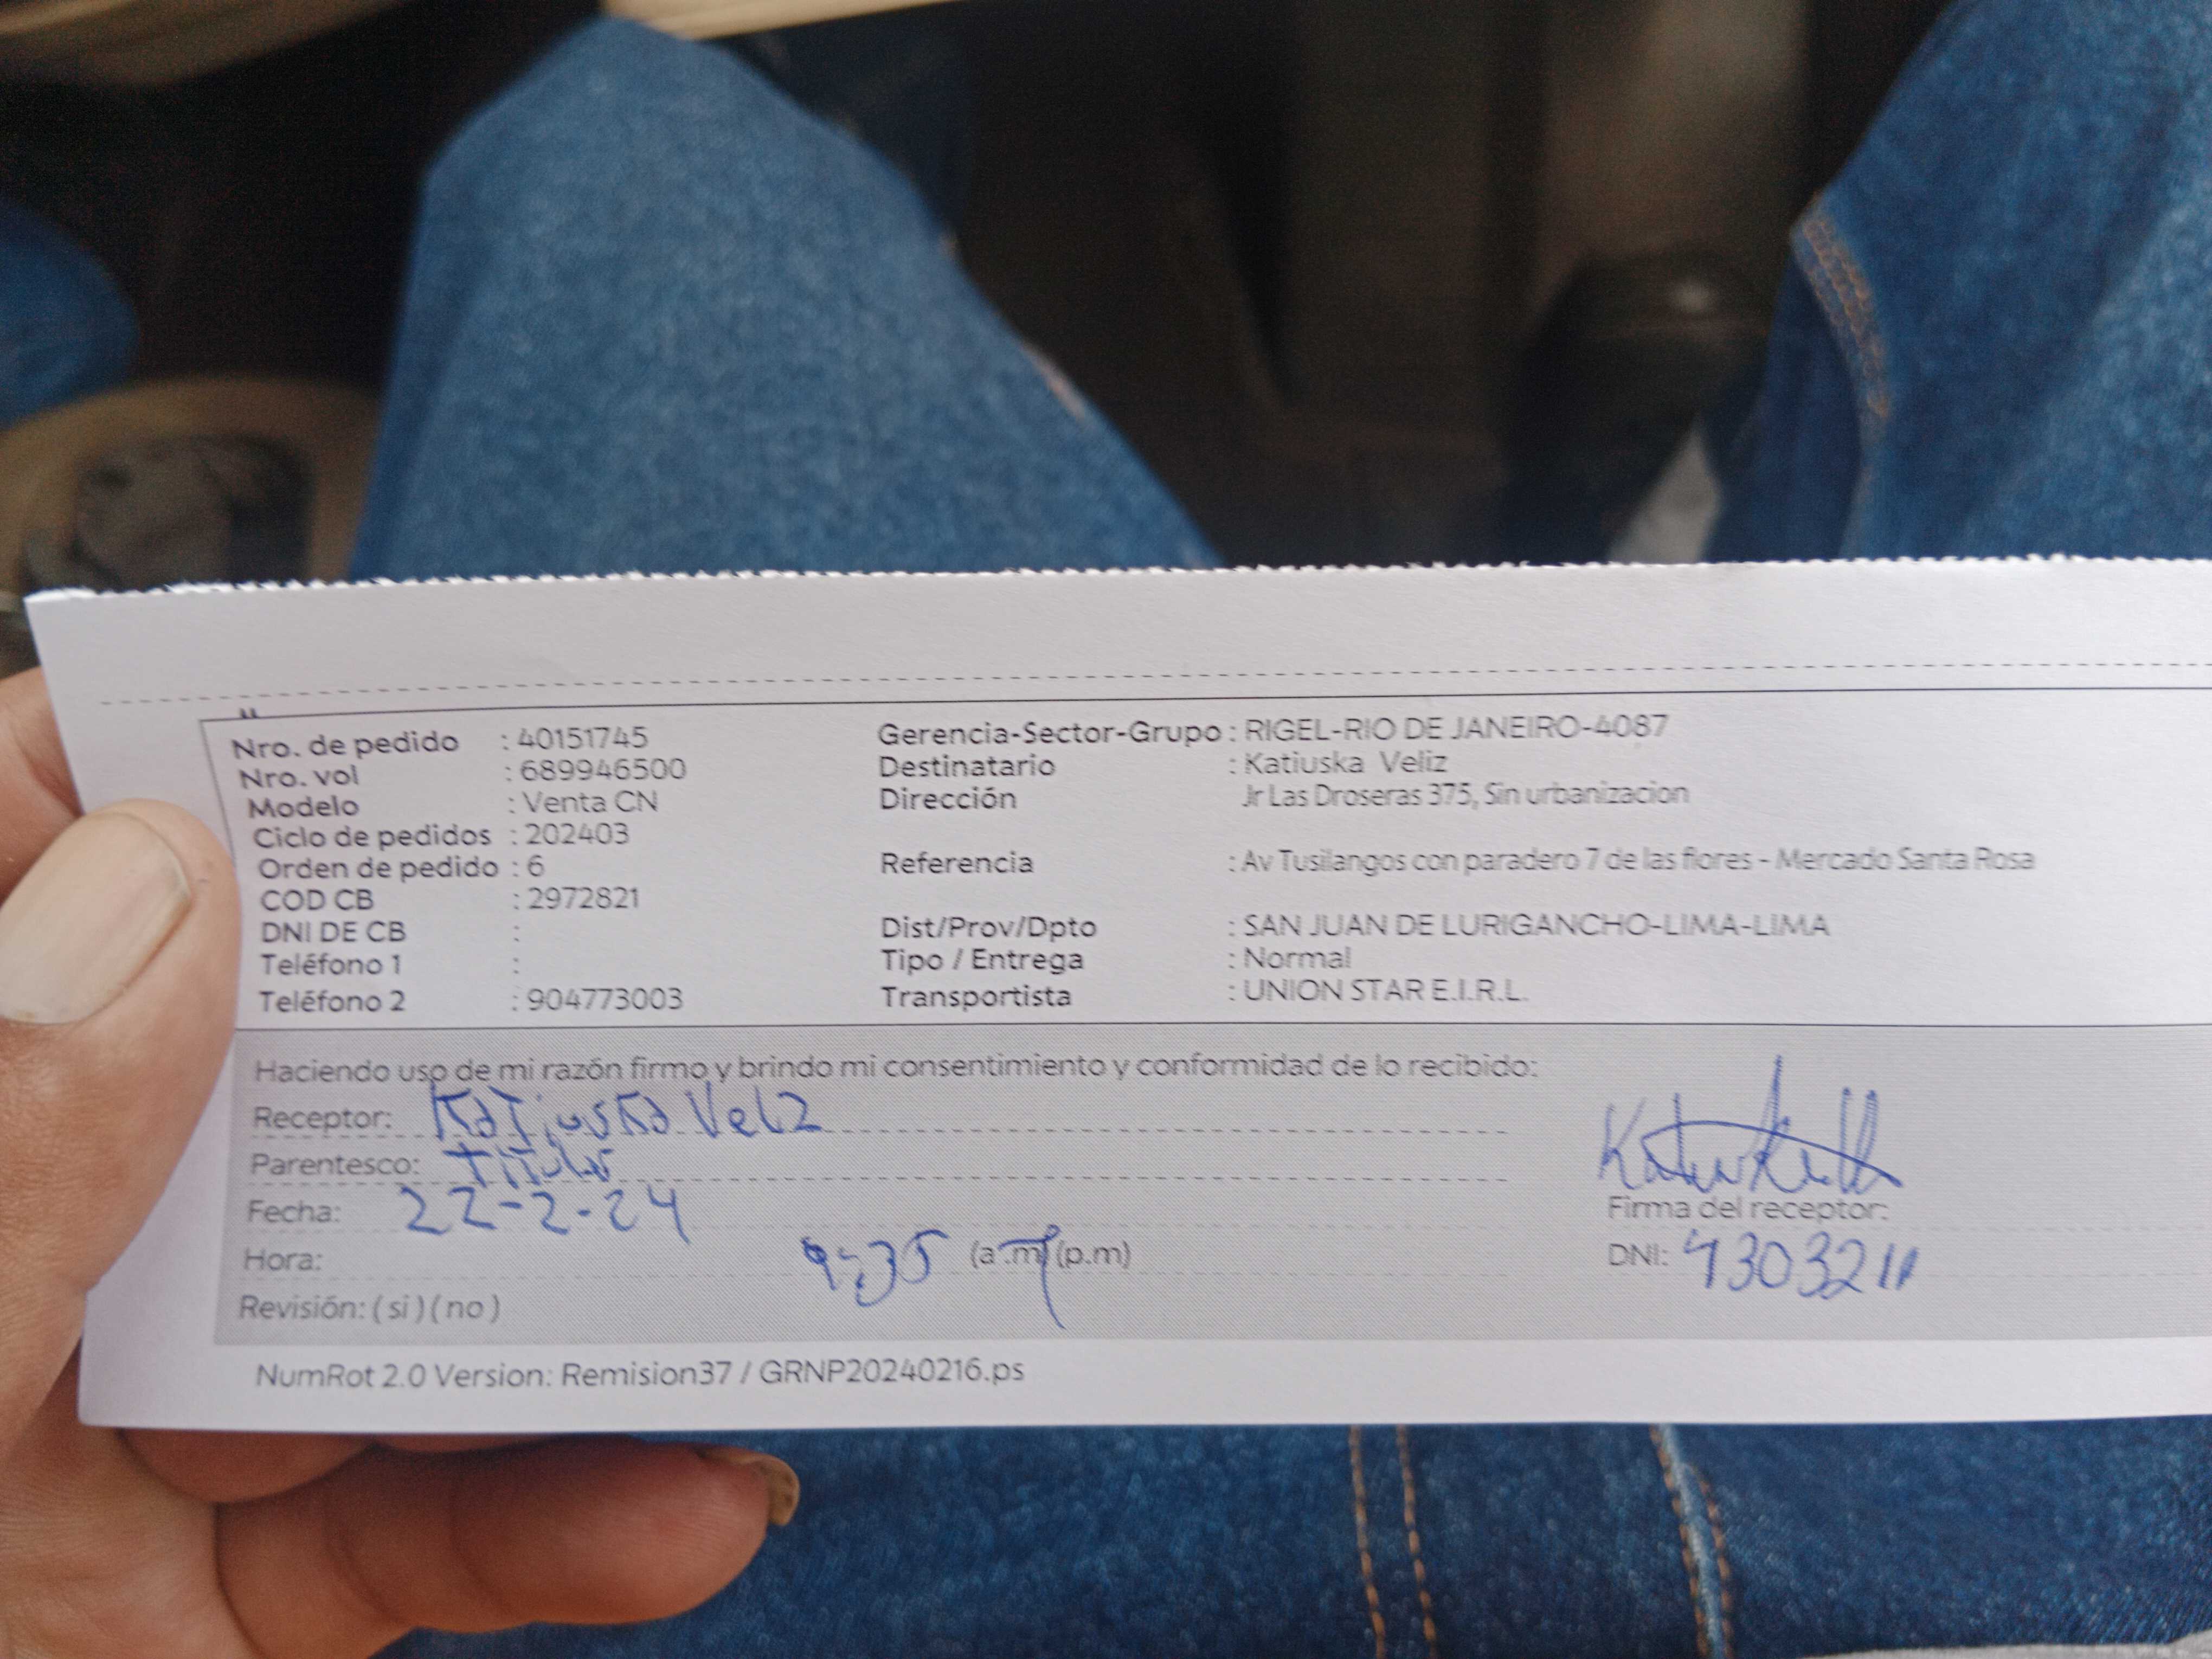 Nro. de pedido : 40151745
Nro. vol : 689946500
Modelo : Venta CN
Ciclo de pedidos : 202403
Orden de pedido : 6
COD CB : 2972821
DNI DE CB :
Teléfono 1 :
Teléfono 2 : 904773003
Gerencia-Sector-Grupo : RIGEL-RIO DE JANEIRO-4087
Destinatario : Katiuska Veliz
Dirección Jr Las Droseras 375, Sin urbanizacion
Referencia : Av Tusilangos con paradero 7 de las flores - Mercado Santa Rosa
Dist/Prov/Dpto : SAN JUAN DE LURIGANCHO-LIMA-LIMA
Tipo / Entrega : Normal
Transportista : UNION STAR E.I.R.L.
Haciendo uso de mi razón firmo y brindo mi consentimiento y conformidad de lo recibido:
Receptor: Katiuska Veliz
Parentesco: Titular
Fecha: 22-2-24
Hora: 9:35 (a.m) (p.m)
Revisión: ( si ) ( no )
Firma del receptor:
DNI: 43032111
NumRot 2.0 Version: Remision37 / GRNP20240216.ps